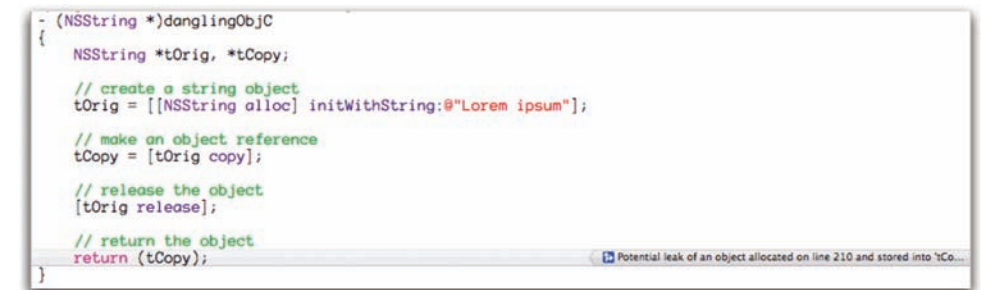 - (NSString *)danglingObjC
{
NSString *tOrig, *tCopy;
// create a string object
tOrig = [[NSString alloc] initWithString:@"Lorem ipsum"];
// make an object reference
tCopy = [tOrig copy];
// release the object
[tOrig release];
// return the object
return (tCopy); Potential leak of an object allocated on line 210 and stored into 'tCo...
}